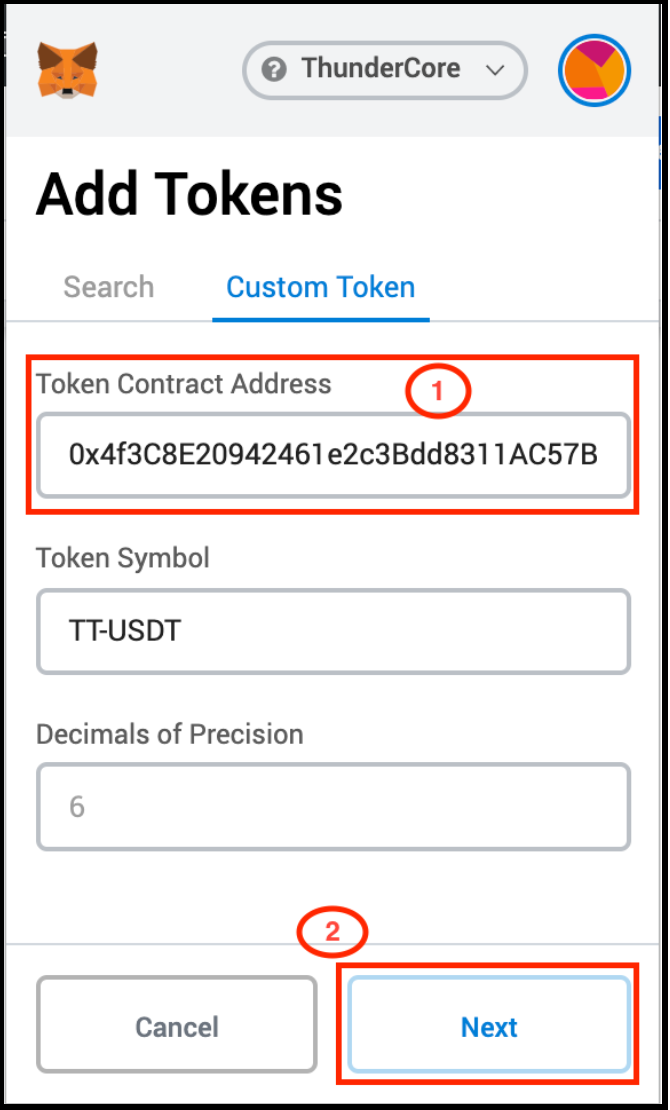 ThunderCore
Add Tokens
Search
Custom Token
Token Contract Address
1
0x4f3C8E20942461e2c3Bdd8311AC57B
Token Symbol
TT-USDT
Decimals of Precision
6
2
Cancel
Next